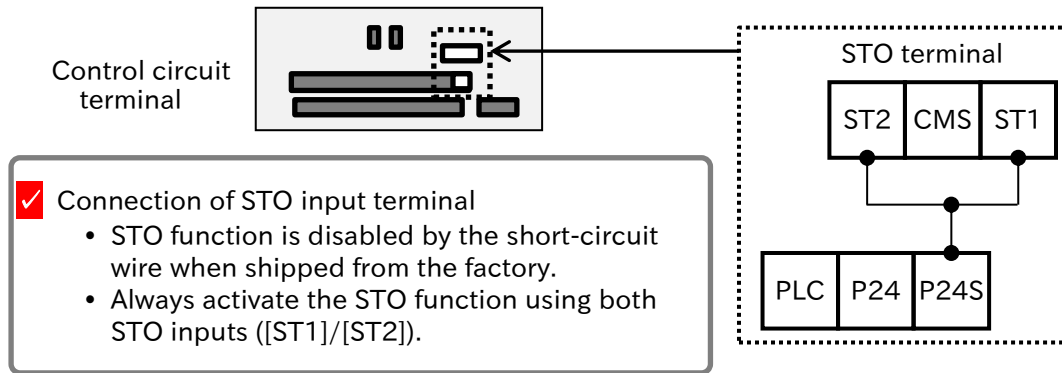 Control circuit
terminal
STO terminal
ST2 CMS ST1
PLC P24 P24S
✓ Connection of STO input terminal
• STO function is disabled by the short-circuit
wire when shipped from the factory.
• Always activate the STO function using both
STO inputs ([ST1]/[ST2]).